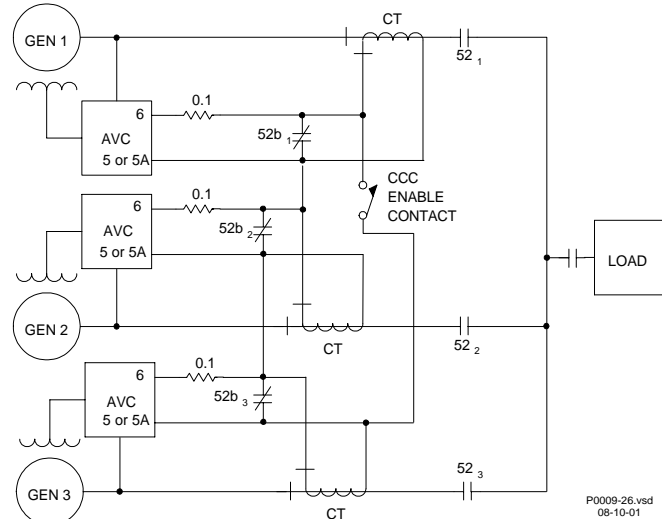 GEN 1
CT
52 1
6
0.1
AVC
52b 1
5 or 5A
CCC
ENABLE
CONTACT
0.1
6
AVC
52b 2
5 or 5A
LOAD
GEN 2
CT
52 2
0.1
6
AVC
52b 3
5 or 5A
GEN 3
52 3
CT
P0009-26.vsd
08-10-01